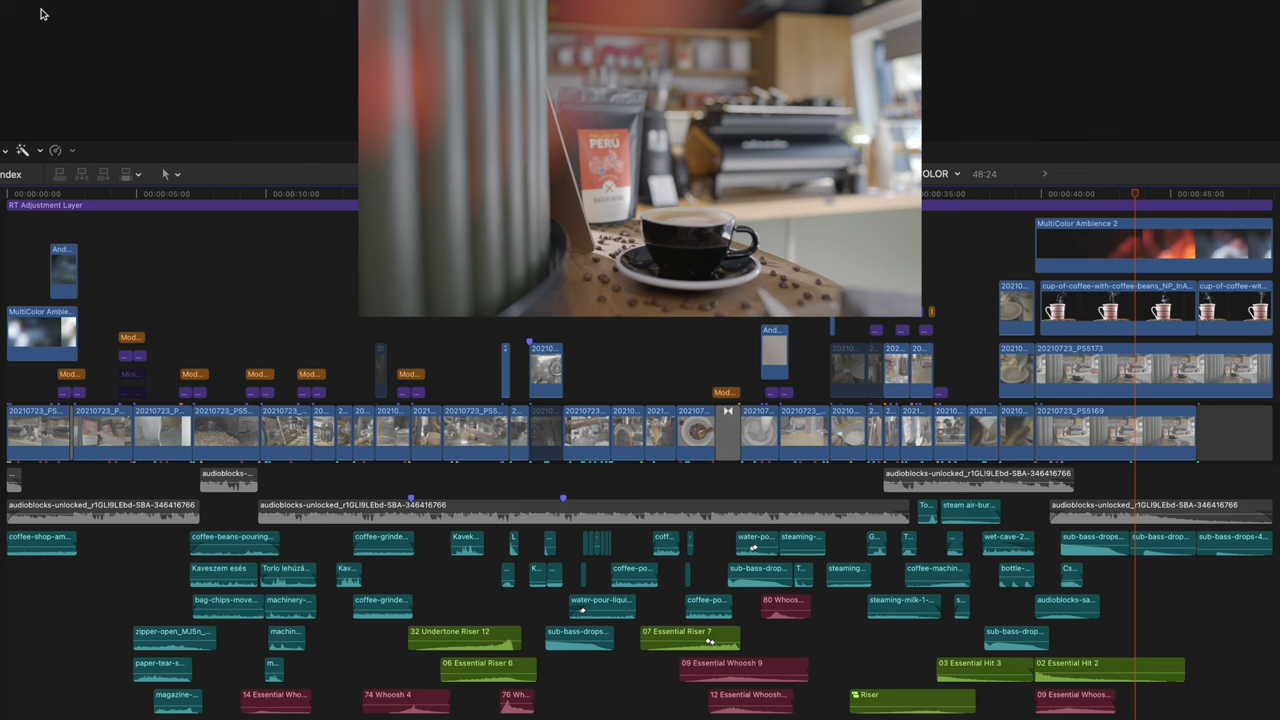 PERU
ndex
COLOR
48:24
00:00:00:00
00:00:05:00
00:00:10:00
00:00:35:00
00:00:40:00
00:00:45:00
RT Adjustment Layer
MultiColor Ambience 2
And...
20210...
cup-of-coffee-with-coffee-beans_NP_InA...
cup-of-coffee-wit...
MultiColor Ambie...
And...
Mod...
20210...
202...
20...
20210...
20210723_PS5173
Mod...
Mini...
Mod...
Mod...
Mod...
Mod...
Mod...
20210723_PS...
20210723_P...
20210723_P...
20210723_PS5...
20210723_...
20...
20210...
20210...
2021...
20210723_PS5...
2...
20210...
20210723...
20210...
2021...
202107...
20210...
20210723_...
20210...
2...
2...
2021...
20210...
2021...
20210...
20210723_PS5169
...
audioblocks-...
audioblocks-unlocked_r1GLI9LEbd-SBA-346416766
audioblocks-unlocked_r1GLI9LEbd-SBA-346416766
audioblocks-unlocked_r1GLI9LEbd-SBA-346416766
To...
steam air-bur...
audioblocks-unlocked_r1GLI9LEbd-SBA-346416766
coffee-shop-am...
coffee-beans-pouring...
coffee-grinde...
Kavek...
L
...
coff...
water-po...
steaming-...
G...
T...
...
wet-cave-2...
sub-bass-drops...
sub-bass-drops...
sub-bass-drops-4...
Kaveszem esés
Torlo lehúzá...
Kav...
...
K...
...
coffee-po...
sub-bass-drop...
T...
steaming...
coffee-machin...
bottle-...
Cs...
bag-chips-move...
machinery-...
coffee-grinde...
water-pour-liqui...
coffee-po...
80 Whoos...
steaming-milk-1-...
s...
audioblocks-sa...
zipper-open_MJ5n_...
machin...
32 Undertone Riser 12
sub-bass-drops...
07 Essential Riser 7
sub-bass-drop...
paper-tear-s...
m...
06 Essential Riser 6
09 Essential Whoosh 9
03 Essential Hit 3
02 Essential Hit 2
magazine-...
14 Essential Who...
74 Whoosh 4
76 Wh...
12 Essential Whoosh...
Riser
09 Essential Whoos...